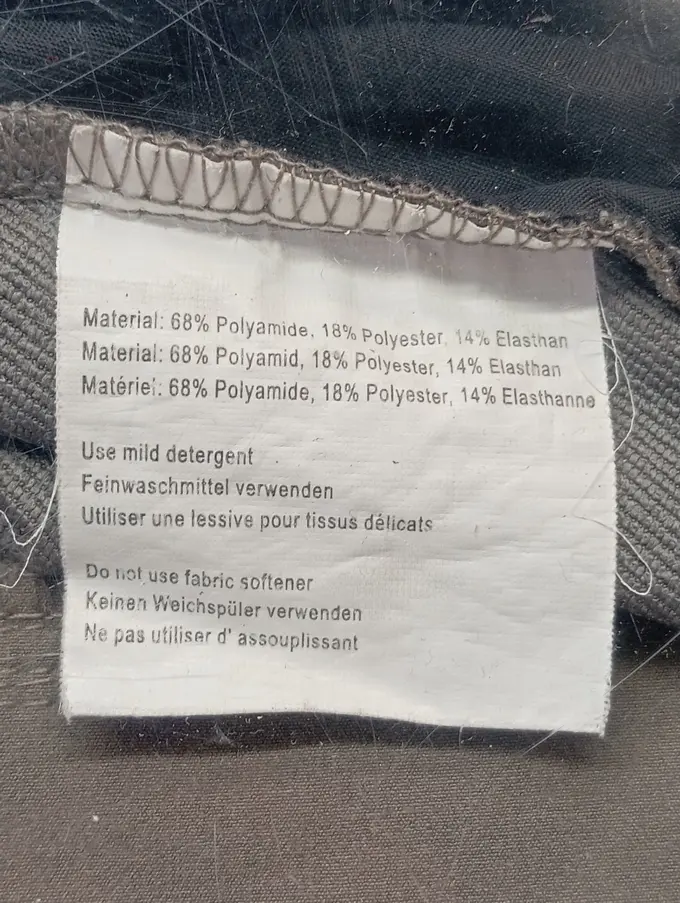 Material: 68% Polyamide, 18% Polyester, 14% Elasthan
Material: 68% Polyamid, 18% Polyester, 14% Elasthan
Matériel: 68% Polyamide, 18% Polyester, 14% Elasthanne
Use mild detergent
Feinwaschmittel verwenden
Utiliser une lessive pour tissus délicats
Do not use fabric softener
Keinen Weichspüler verwenden
Ne pas utiliser d' assouplissant